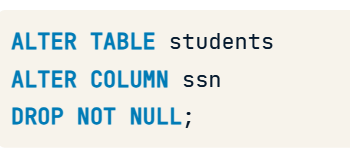 ALTER TABLE students
ALTER COLUMN ssn
DROP NOT NULL;